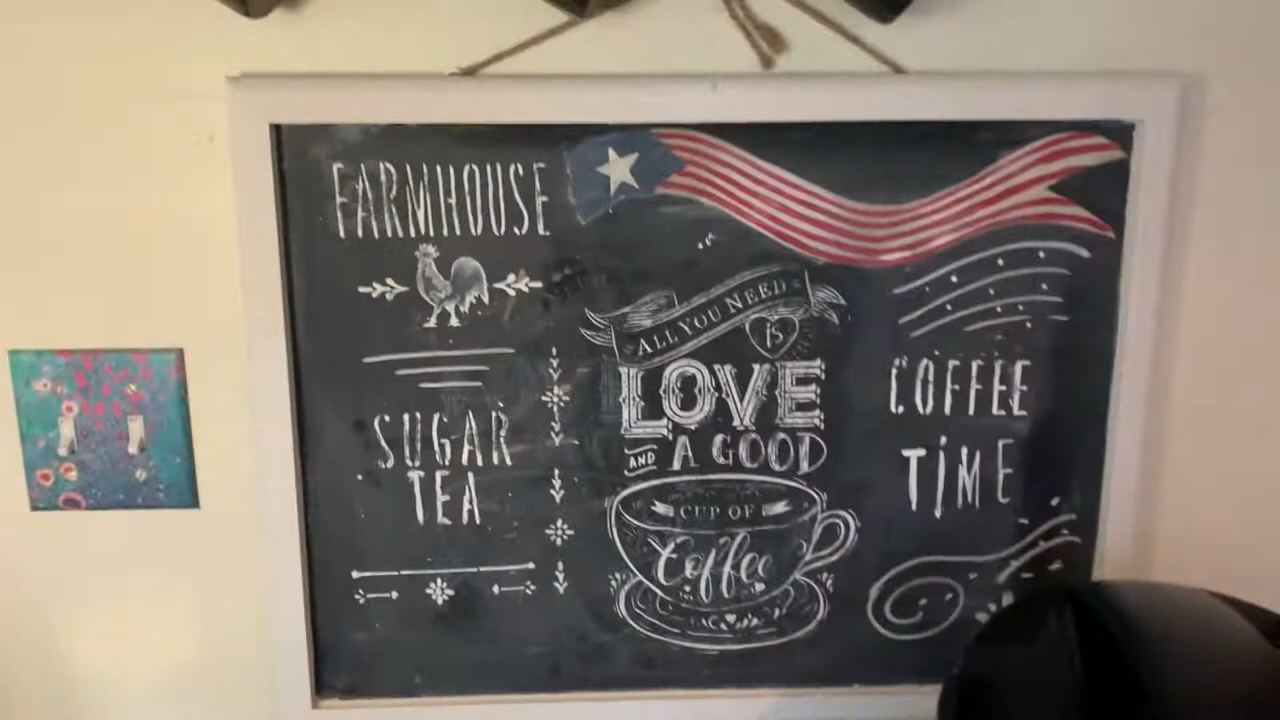 FARMHOUSE
SUGAR
TEA
ALL YOU NEED
is
LOVE
AND A GOOD
CUP OF
Coffee
COFFEE
TIME